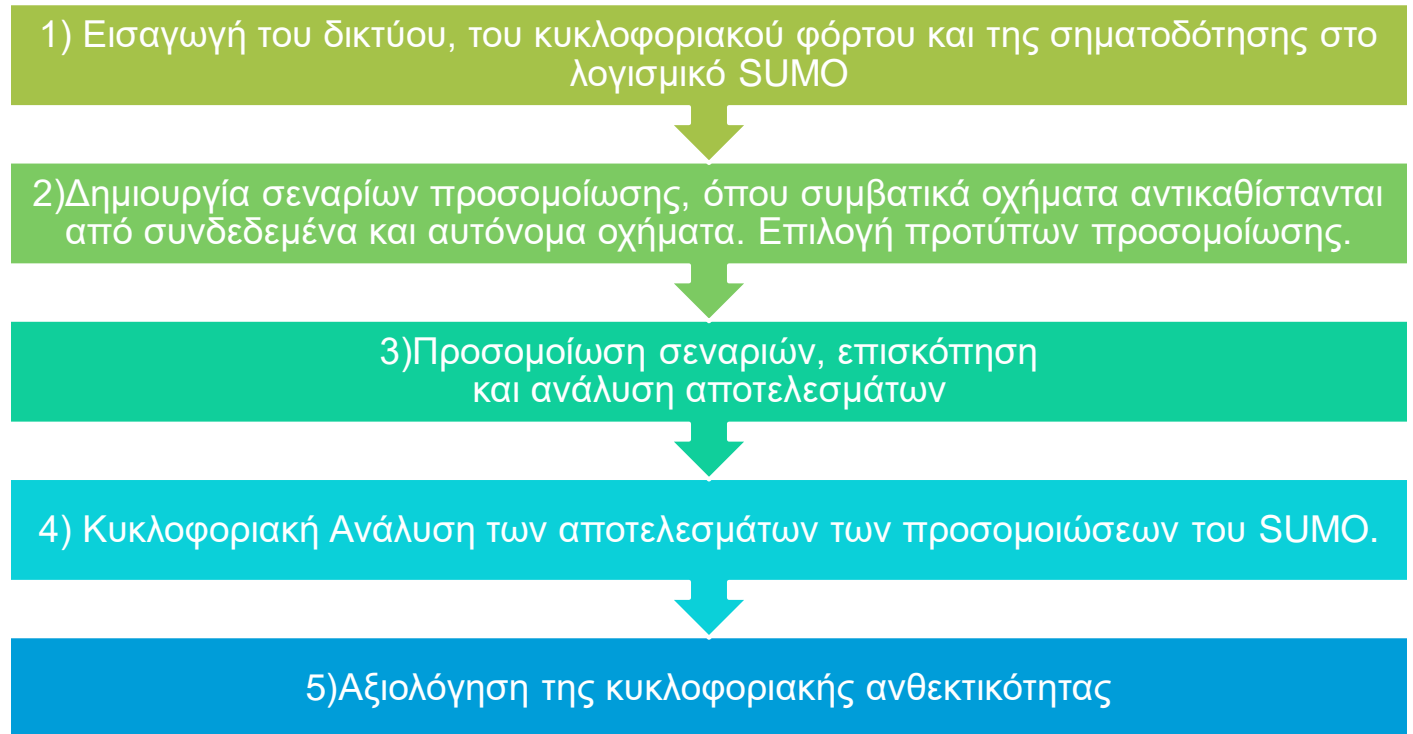 1) Εισαγωγή του δικτύου, του κυκλοφοριακού φόρτου και της σηματοδότησης στο
λογισμικό SUMO
2)Δημιουργία σεναρίων προσομοίωσης, όπου συμβατικά οχήματα αντικαθίστανται
από συνδεδεμένα και αυτόνομα οχήματα. Επιλογή προτύπων προσομοίωσης.
3)Προσομοίωση σεναριών, επισκόπηση
και ανάλυση αποτελεσμάτων
4) Κυκλοφοριακή Ανάλυση των αποτελεσμάτων των προσομοιώσεων του SUMO.
5)Αξιολόγηση της κυκλοφοριακής ανθεκτικότητας